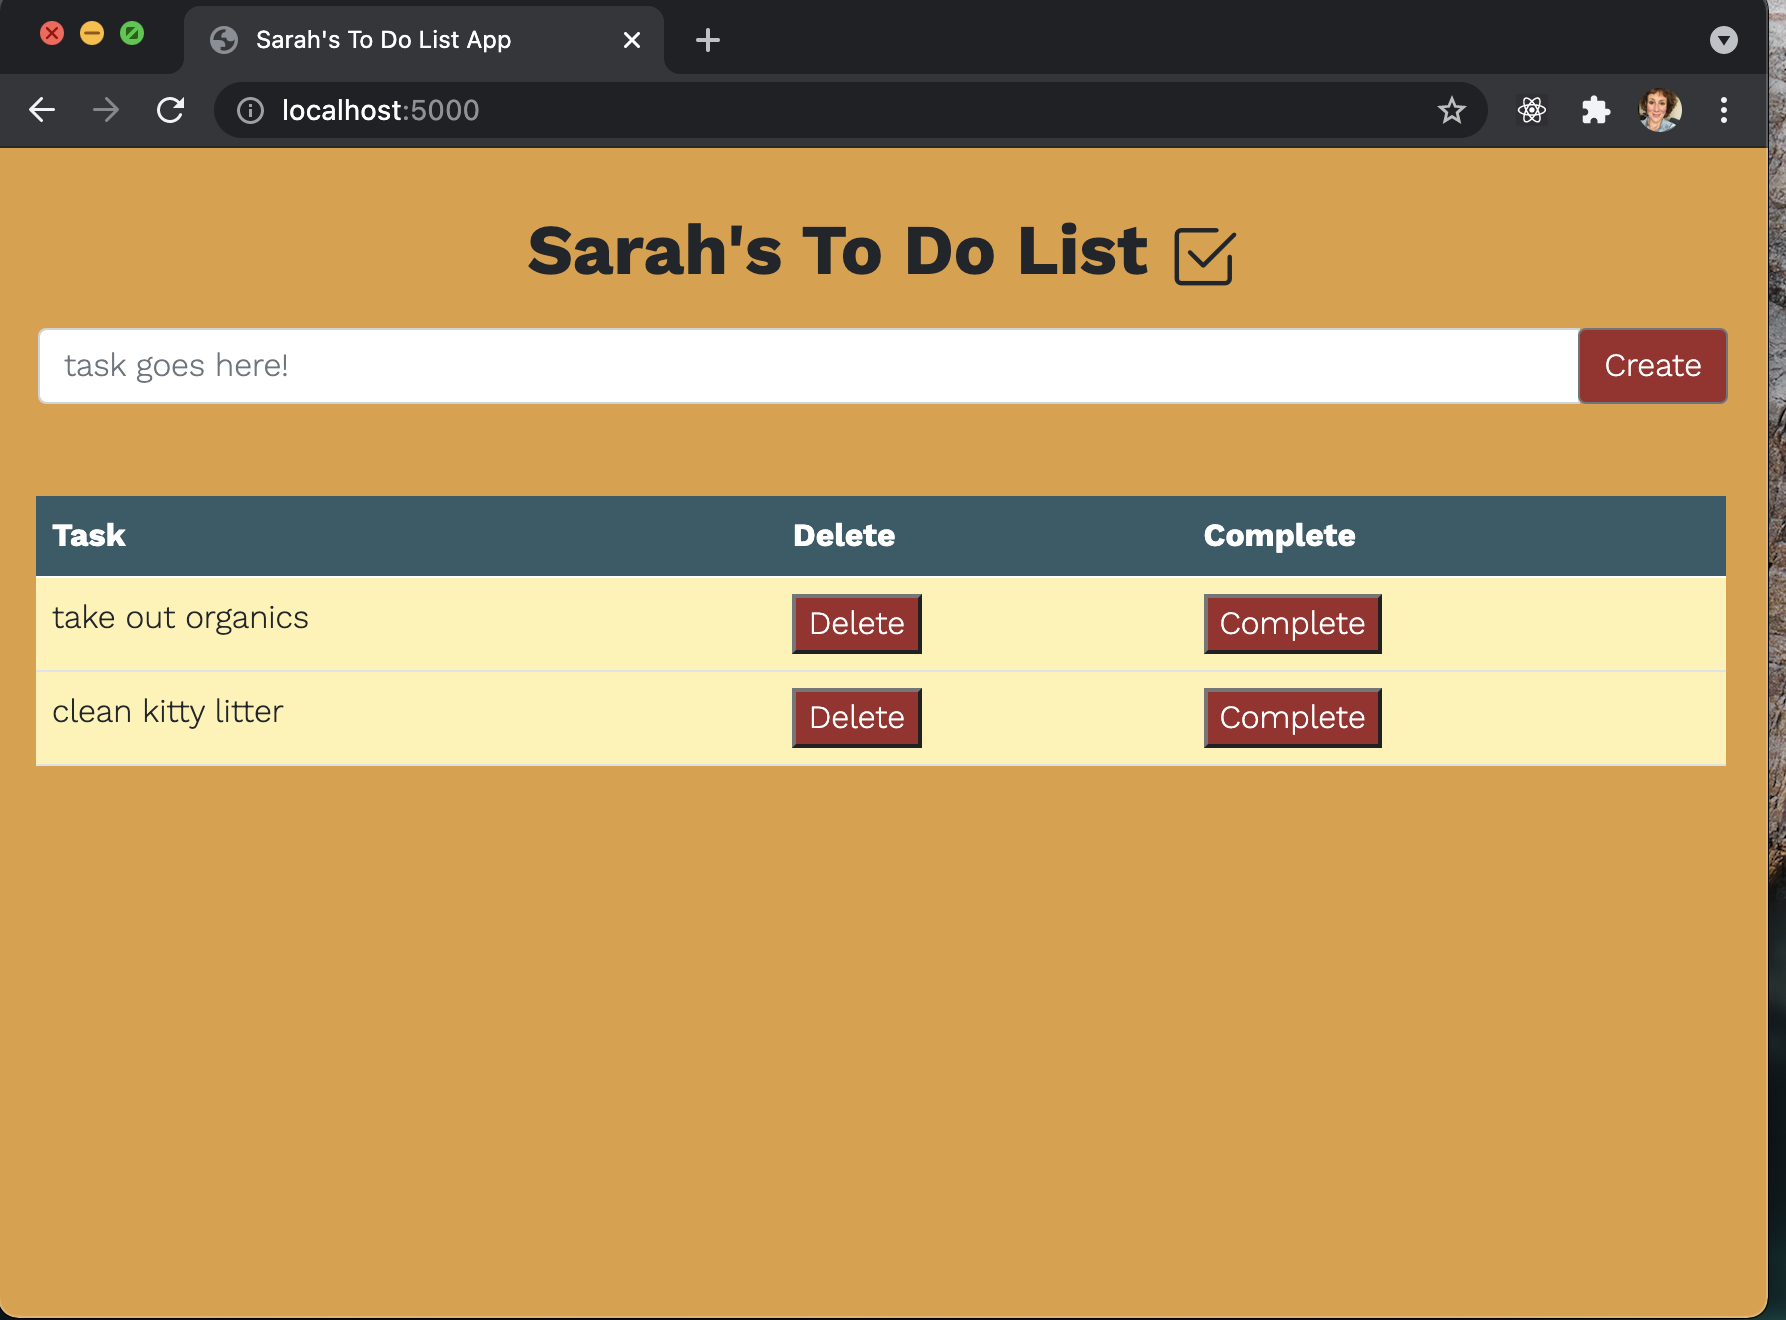 Sarah's To Do List App
localhost:5000
Sarah's To Do List
task goes here! Create
Task Delete Complete
take out organics Delete Complete
clean kitty litter Delete Complete